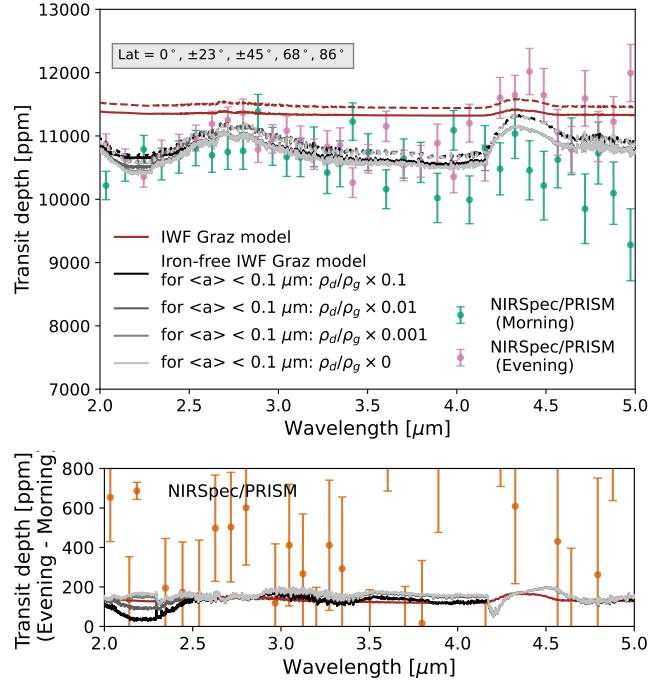 13000
12000
11000
10000
9000
8000
7000
Transit depth [ppm]
Lat = 0°, ±23°, ±45°, 68°, 86°
IWF Graz model
Iron-free IWF Graz model
for <a> < 0.1 μm: ρd/ρg × 0.1
for <a> < 0.1 μm: ρd/ρg × 0.01
for <a> < 0.1 μm: ρd/ρg × 0.001
for <a> < 0.1 μm: ρd/ρg × 0
NIRSpec/PRISM
(Morning)
NIRSpec/PRISM
(Evening)
2.0 2.5 3.0 3.5 4.0 4.5 5.0
Wavelength [μm]
800
600
400
200
0
Transit depth [ppm]
(Evening - Morning)
NIRSpec/PRISM
2.0 2.5 3.0 3.5 4.0 4.5 5.0
Wavelength [μm]